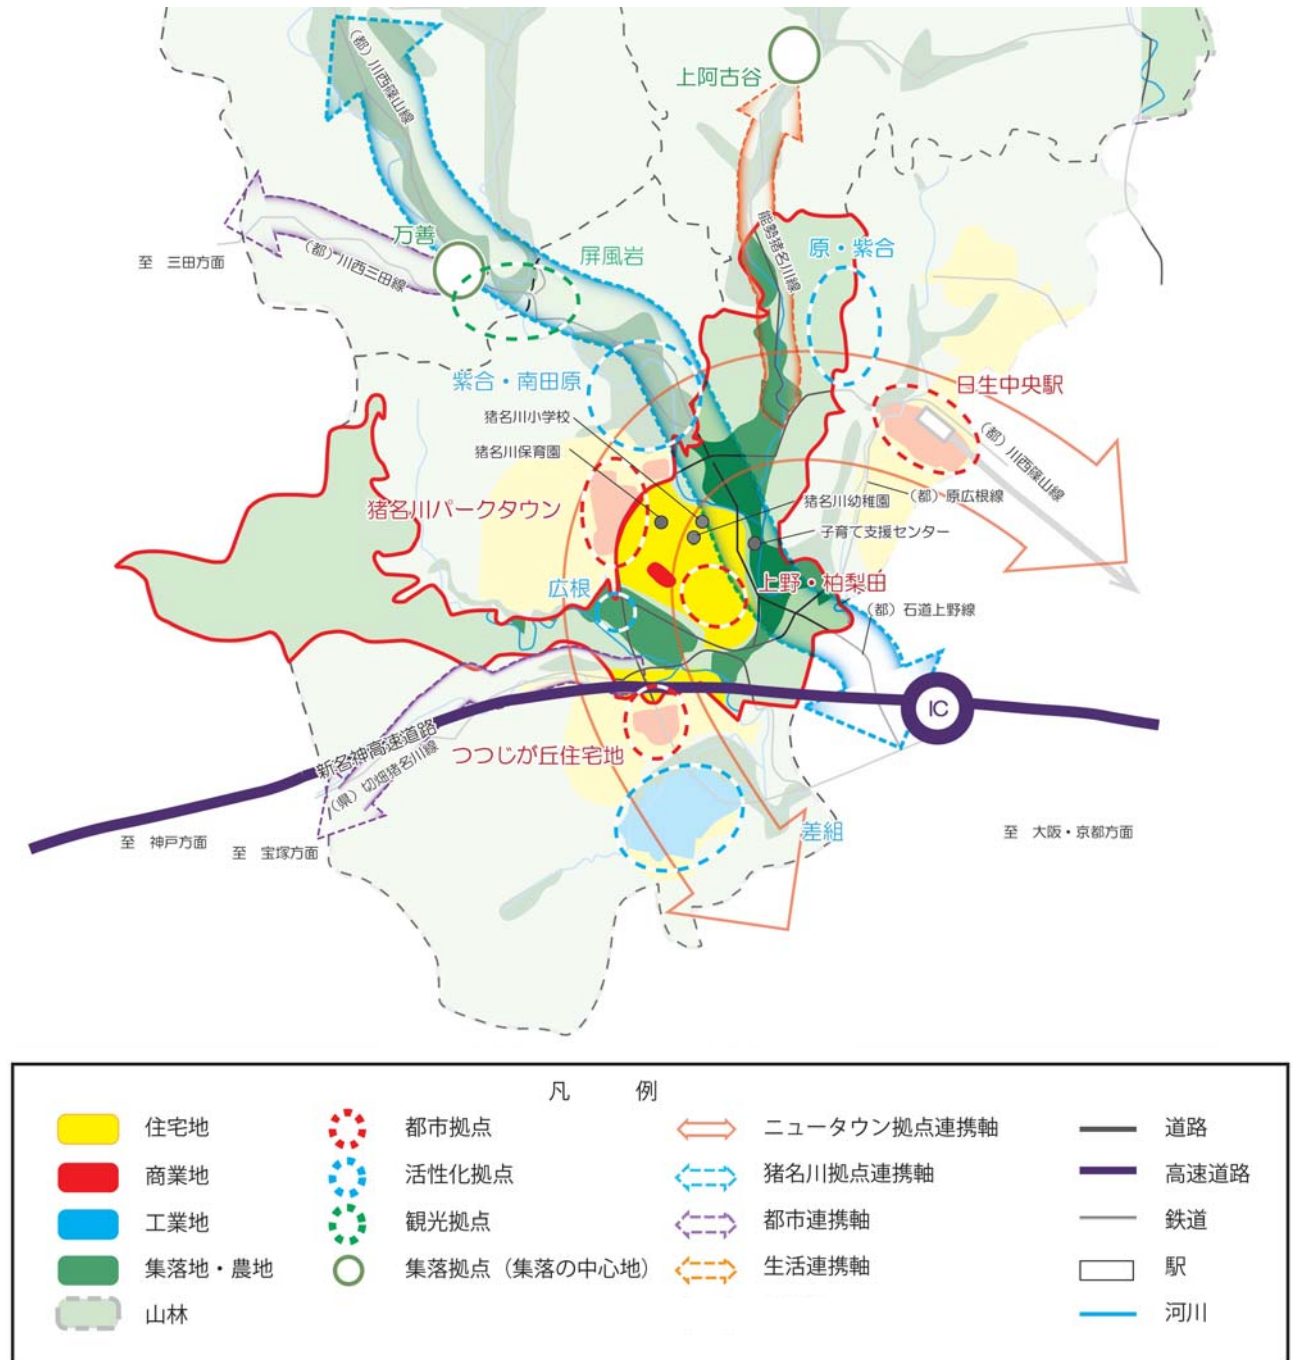 上阿古谷
（都）川西篠山線
能勢猪名川線
万善
屏風岩
原・紫合
（都）川西三田線
至 三田方面
紫合・南田原
日生中央駅
猪名川小学校
（都）川西篠山線
猪名川保育園
猪名川パークタウン
猪名川幼稚園
（都）原広根線
子育て支援センター
広根
上野・柏梨田
（都）石道上野線
IC
新名神高速道路
つつじが丘住宅地
（県）切畑猪名川線
至 神戸方面
至 宝塚方面
差組
至 大阪・京都方面
凡 例
住宅地
都市拠点
ニュータウン拠点連携軸
道路
商業地
活性化拠点
猪名川拠点連携軸
高速道路
工業地
観光拠点
都市連携軸
鉄道
集落地・農地
集落拠点（集落の中心地）
生活連携軸
駅
山林
河川